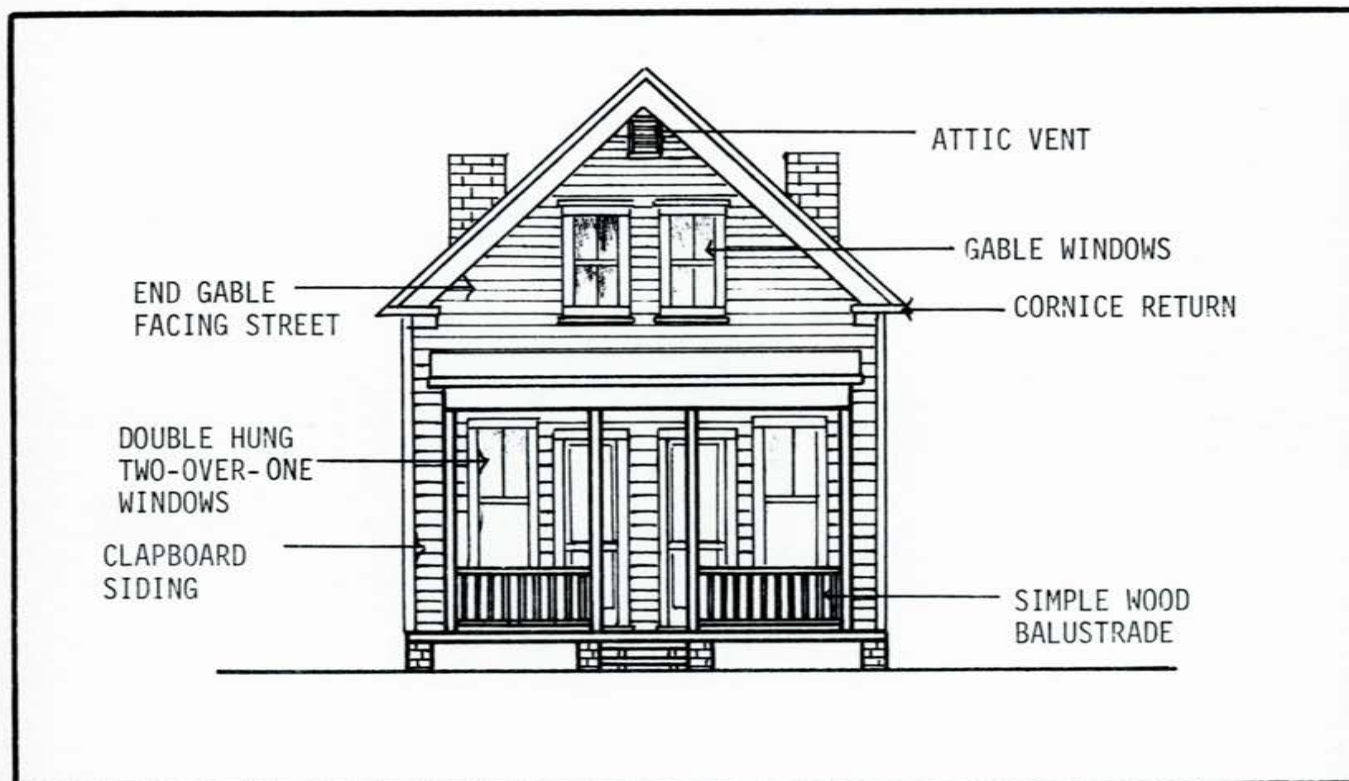 ATTIC VENT
GABLE WINDOWS
END GABLE
FACING STREET
CORNICE RETURN
DOUBLE HUNG
TWO-OVER-ONE
WINDOWS
CLAPBOARD
SIDING
SIMPLE WOOD
BALUSTRADE